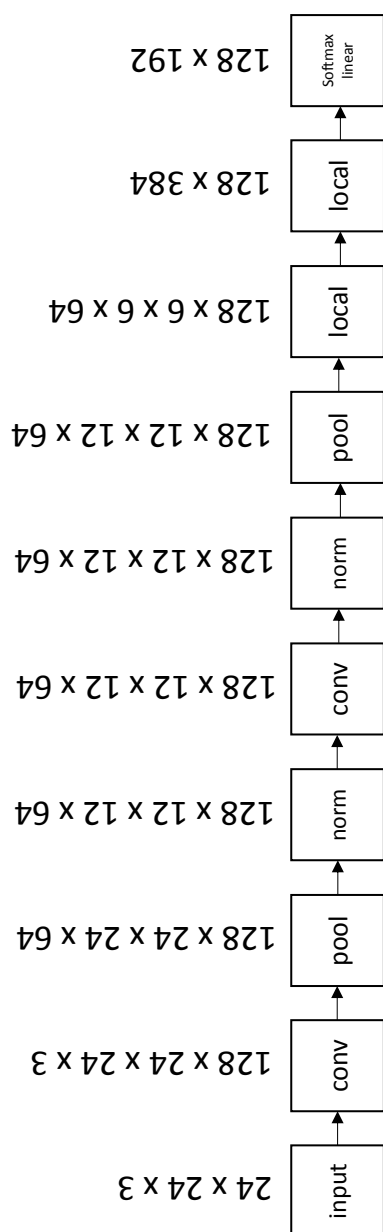 128 x 192
Softmax
linear
128 x 384
local
128 x 6 x 6 x 64
local
128 x 12 x 12 x 64
pool
128 x 12 x 12 x 64
norm
128 x 12 x 12 x 64
conv
128 x 12 x 12 x 64
norm
128 x 24 x 24 x 64
pool
128 x 24 x 24 x 3
conv
24 x 24 x 3
input